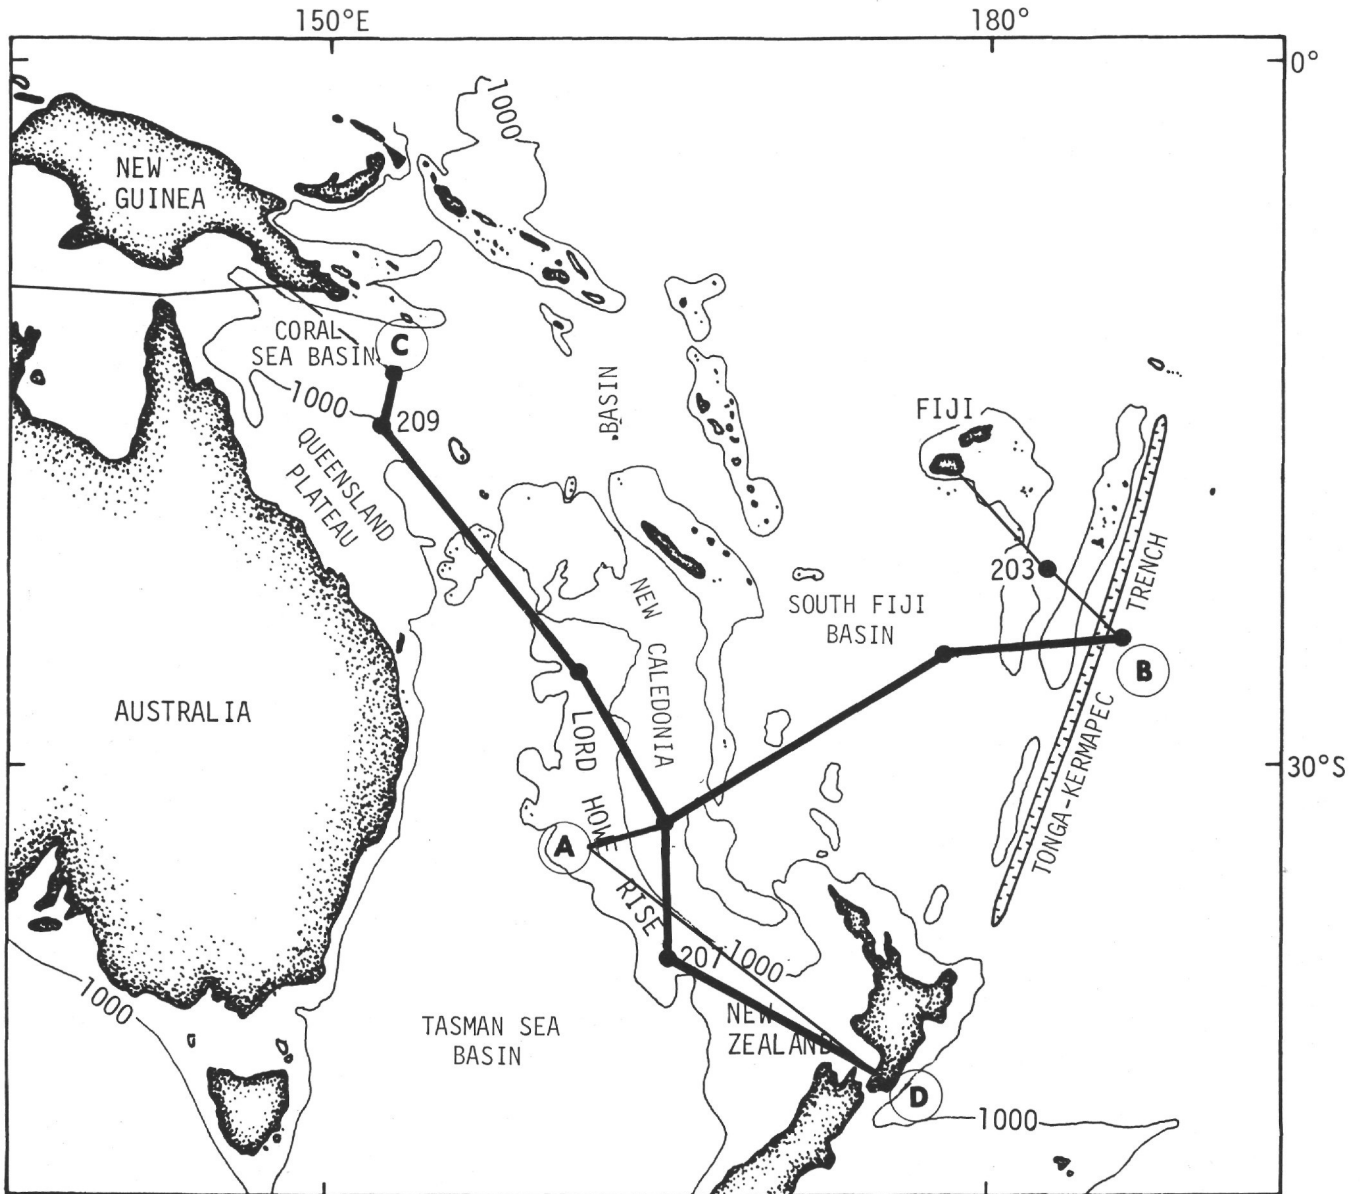 150°E
180°
0°
1000
NEW
GUINEA
CORAL
SEA BASIN
C
1000
209
BASIN
FIJI
QUEENSLAND
PLATEAU
203
TRENCH
NEW CALEDONIA
SOUTH FIJI
BASIN
B
AUSTRALIA
LORD HOWE RISE
30°S
TONGA-KERMAPEC
A
207
1000
1000
TASMAN SEA
BASIN
NEW
ZEALAND
D
1000